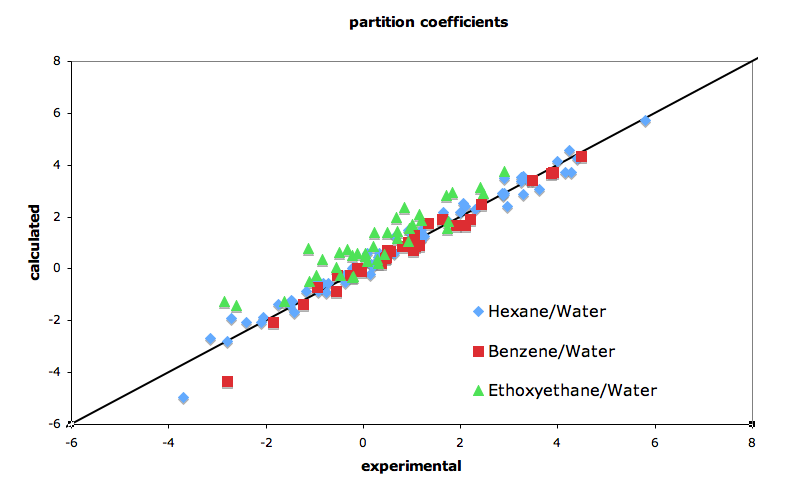 partition coefficients
8
6
4
2
0
-2
-4
-6
calculated
Hexane/Water
Benzene/Water
Ethoxyethane/Water
-6
-4
-2
0
2
4
6
8
experimental